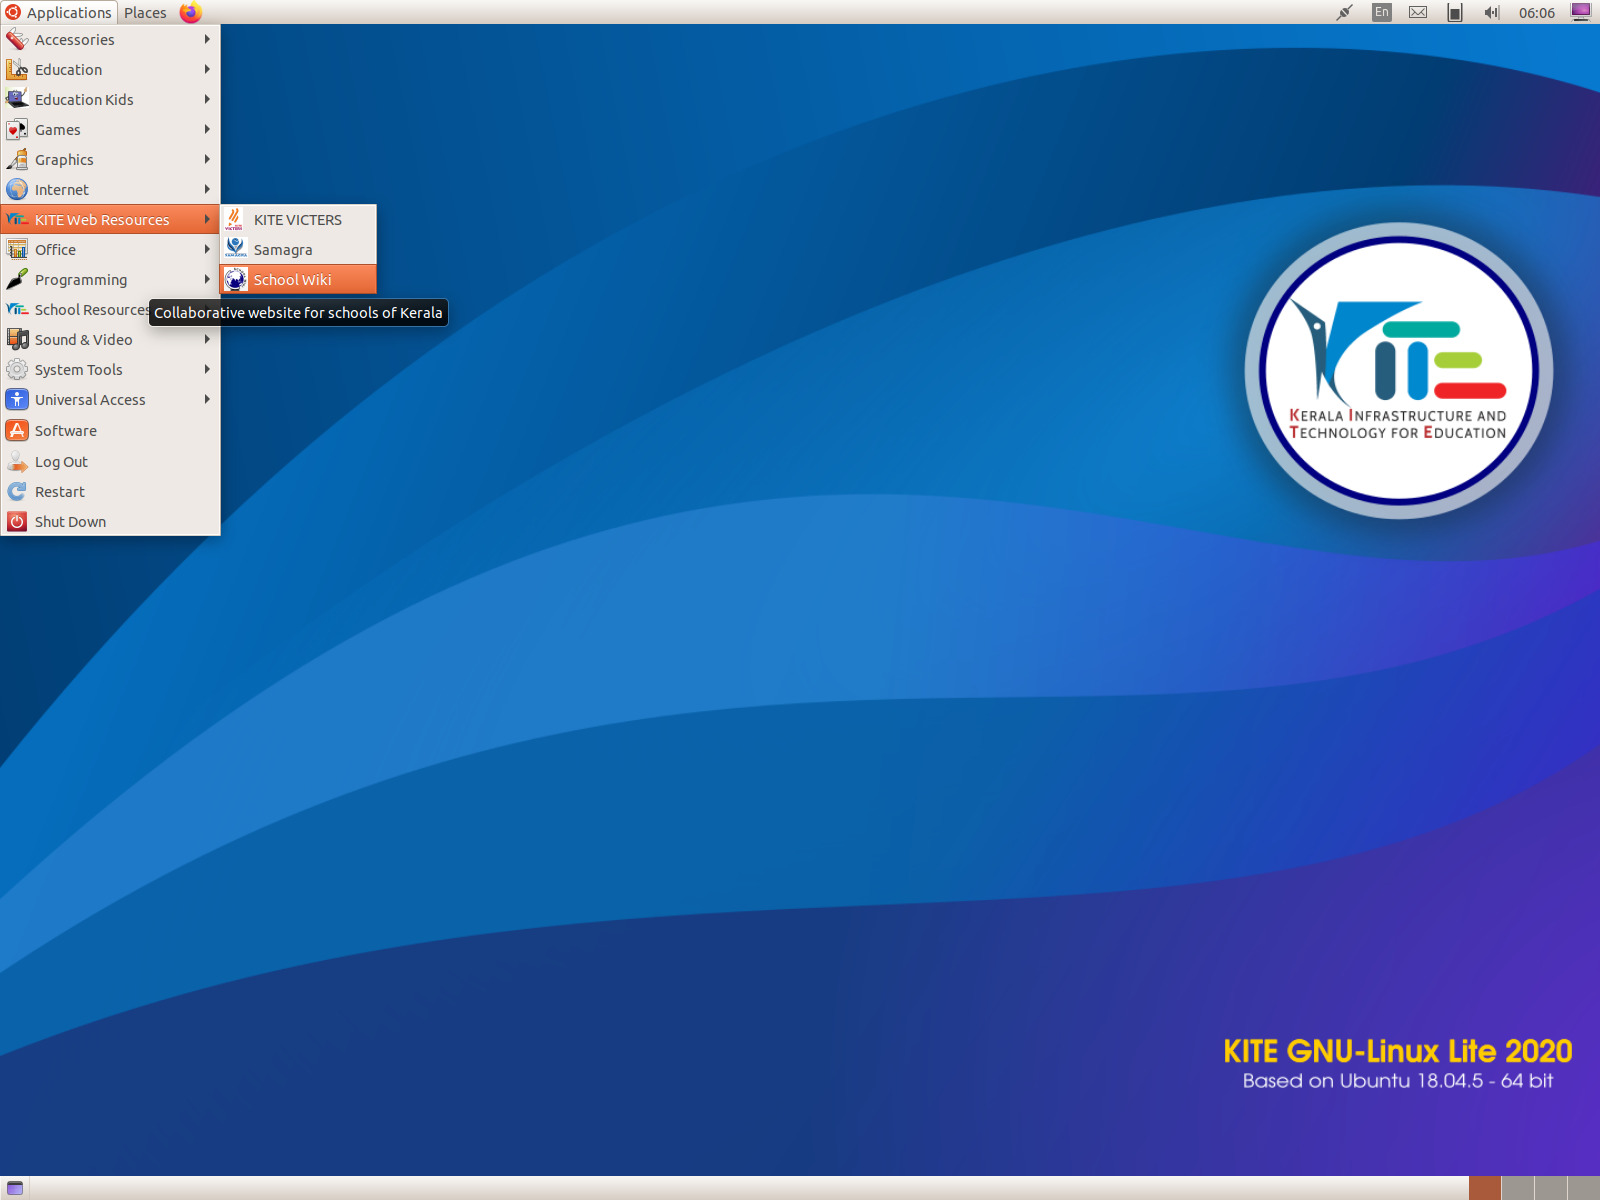 Applications Places
En 06:06
Accessories
Education
Education Kids
Games
Graphics
Internet
KITE Web Resources
Office
Programming
School Resources
Sound & Video
System Tools
Universal Access
Software
Log Out
Restart
Shut Down
KITE VICTERS
Samagra
School Wiki
Collaborative website for schools of Kerala
KITE
KERALA INFRASTRUCTURE AND
TECHNOLOGY FOR EDUCATION
KITE GNU-Linux Lite 2020
Based on Ubuntu 18.04.5 - 64 bit